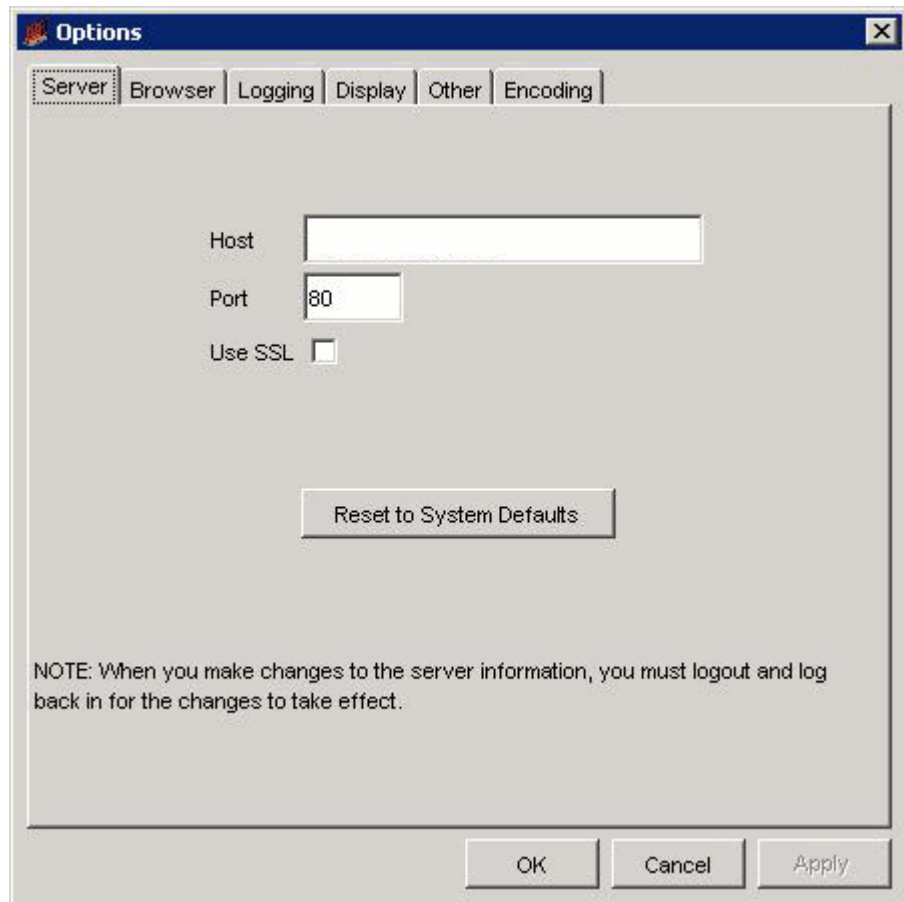 Options
Server Browser Logging Display Other Encoding
Host
Port 80
Use SSL
Reset to System Defaults
NOTE: When you make changes to the server information, you must logout and log
back in for the changes to take effect.
OK Cancel Apply